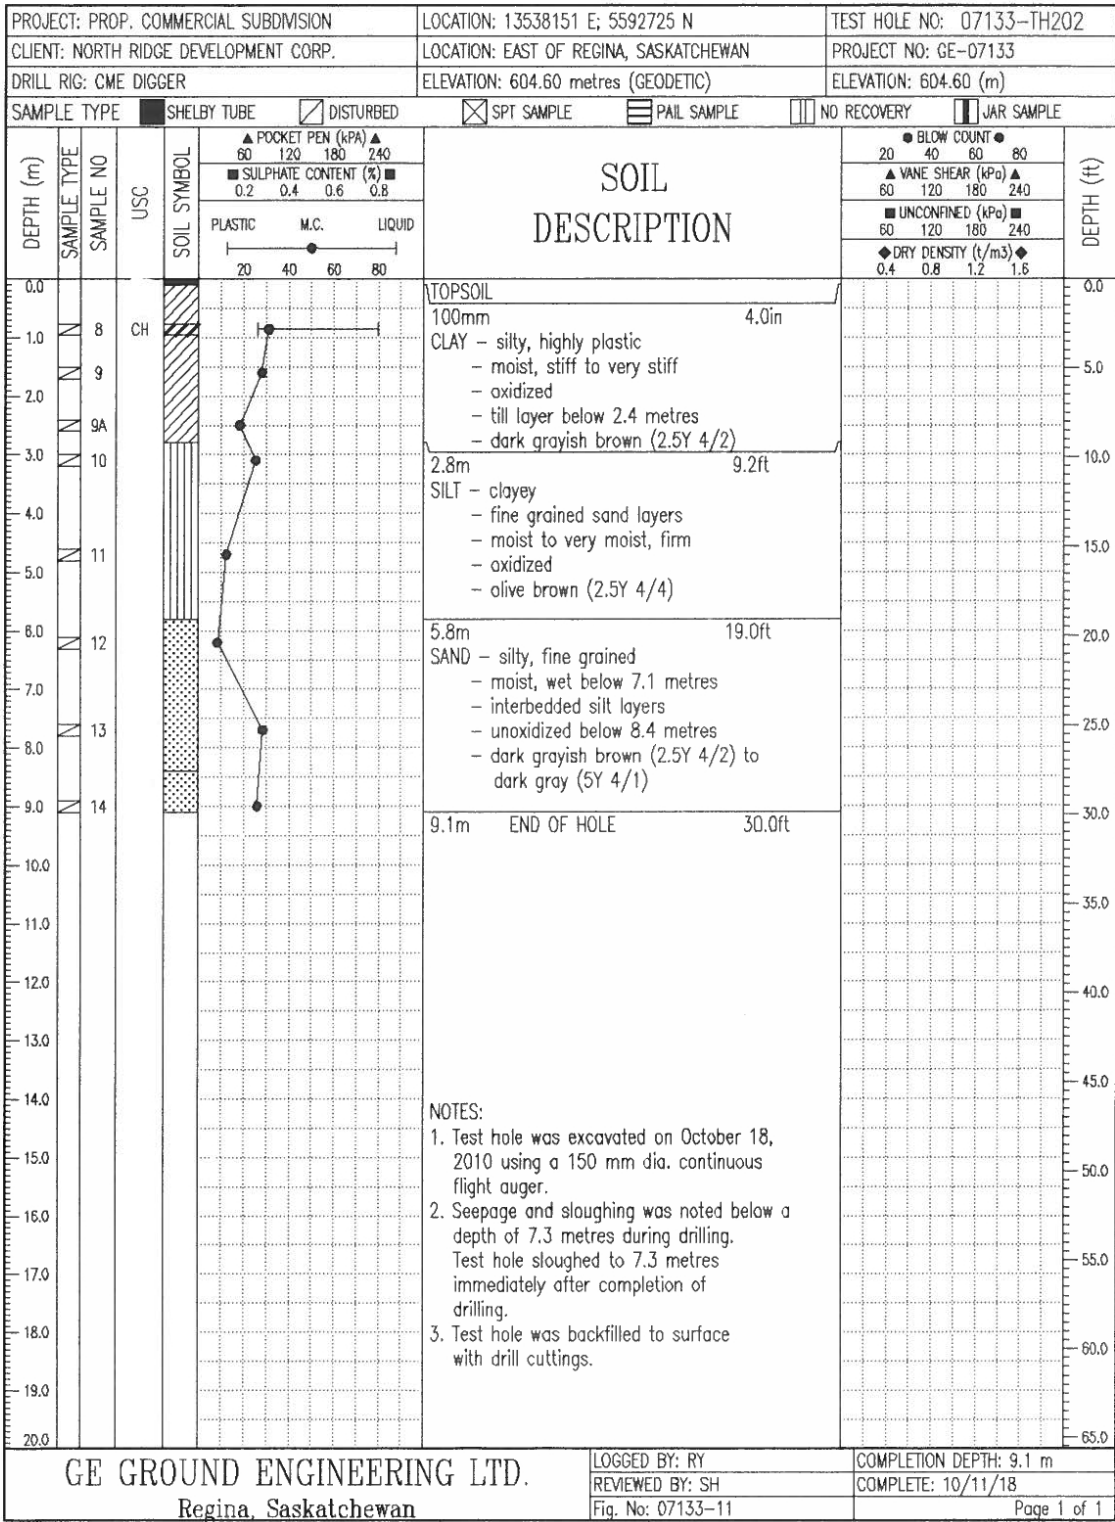 PROJECT: PROP. COMMERCIAL SUBDIVISION
LOCATION: 13538151 E; 5592725 N
TEST HOLE NO: 07133-TH202
CLIENT: NORTH RIDGE DEVELOPMENT CORP.
LOCATION: EAST OF REGINA, SASKATCHEWAN
PROJECT NO: GE-07133
DRILL RIG: CME DIGGER
ELEVATION: 604.60 metres (GEODETIC)
ELEVATION: 604.60 (m)
SAMPLE TYPE SHELBY TUBE DISTURBED SPT SAMPLE PAIL SAMPLE NO RECOVERY JAR SAMPLE
DEPTH (m)
SAMPLE TYPE
SAMPLE NO
USC
SOIL SYMBOL
▲ POCKET PEN (kPA) ▲
60 120 180 240
■ SULPHATE CONTENT (%) ■
0.2 0.4 0.6 0.8
PLASTIC M.C. LIQUID
20 40 60 80
SOIL
DESCRIPTION
● BLOW COUNT ●
20 40 60 80
▲ VANE SHEAR (kPa) ▲
60 120 180 240
■ UNCONFINED (kPa) ■
60 120 180 240
◆ DRY DENSITY (t/m3) ◆
0.4 0.8 1.2 1.6
DEPTH (ft)
0.0
1.0
2.0
3.0
4.0
5.0
6.0
7.0
8.0
9.0
10.0
11.0
12.0
13.0
14.0
15.0
16.0
17.0
18.0
19.0
20.0
8
9
9A
10
11
12
13
14
CH
TOPSOIL
100mm 4.0in
CLAY - silty, highly plastic
- moist, stiff to very stiff
- oxidized
- till layer below 2.4 metres
- dark grayish brown (2.5Y 4/2)
2.8m 9.2ft
SILT - clayey
- fine grained sand layers
- moist to very moist, firm
- oxidized
- olive brown (2.5Y 4/4)
5.8m 19.0ft
SAND - silty, fine grained
- moist, wet below 7.1 metres
- interbedded silt layers
- unoxidized below 8.4 metres
- dark grayish brown (2.5Y 4/2) to
dark gray (5Y 4/1)
9.1m END OF HOLE 30.0ft
NOTES:
1. Test hole was excavated on October 18,
2010 using a 150 mm dia. continuous
flight auger.
2. Seepage and sloughing was noted below a
depth of 7.3 metres during drilling.
Test hole sloughed to 7.3 metres
immediately after completion of
drilling.
3. Test hole was backfilled to surface
with drill cuttings.
0.0
5.0
10.0
15.0
20.0
25.0
30.0
35.0
40.0
45.0
50.0
55.0
60.0
65.0
GE GROUND ENGINEERING LTD.
Regina, Saskatchewan
LOGGED BY: RY
REVIEWED BY: SH
Fig. No: 07133-11
COMPLETION DEPTH: 9.1 m
COMPLETE: 10/11/18
Page 1 of 1